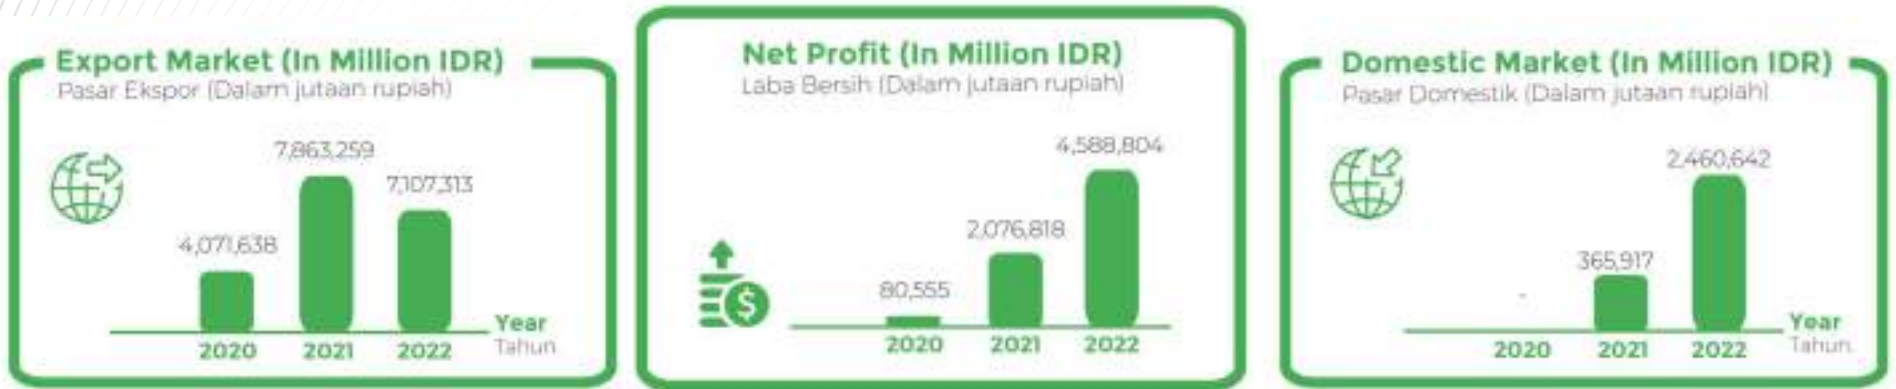 Export Market (In Million IDR)
Pasar Ekspor (Dalam jutaan rupiah)
7,863,259
7,107,313
4,071,638
Year
Tahun
2020 2021 2022
Net Profit (In Million IDR)
Laba Bersih (Dalam jutaan rupiah)
4,588,804
2,076,818
80,555
$
2020 2021 2022
Domestic Market (In Million IDR)
Pasar Domestik (Dalam jutaan rupiah)
2,460,642
365,917
-
Year
Tahun
2020 2021 2022